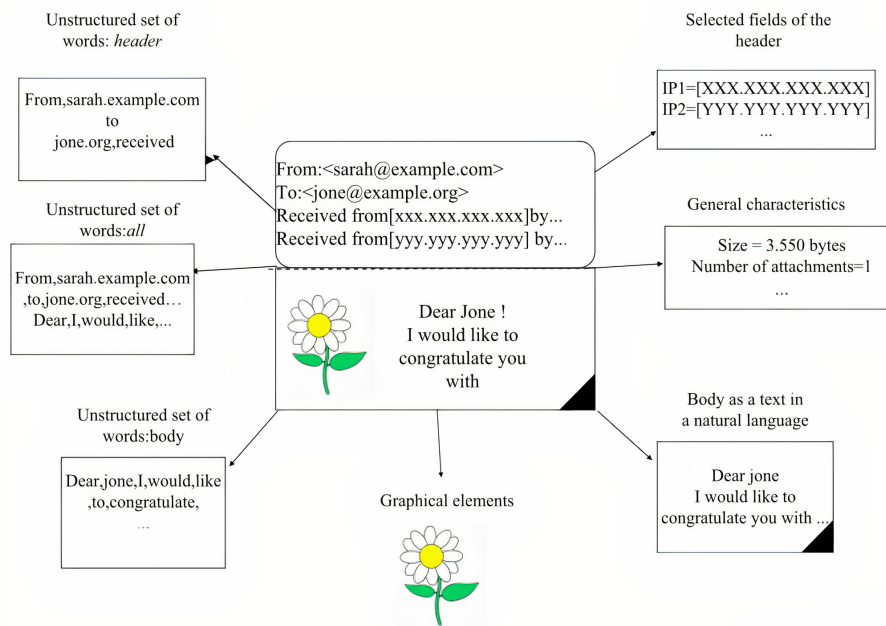 Unstructured set of
words: header
From,sarah.example.com
to
jone.org,received
Unstructured set of
words:all
From,sarah.example.com
,to,jone.org,received...
Dear,I,would,like,...
Unstructured set of
words:body
Dear,jone,I,would,like
,to,congratulate,
...
From:<sarah@example.com>
To:<jone@example.org>
Received from[xxx.xxx.xxx.xxx]by...
Received from[yyy.yyy.yyy.yyy] by...
Dear Jone !
I would like to
congratulate you
with
Graphical elements
Selected fields of the
header
IP1=[XXX.XXX.XXX.XXX]
IP2=[YYY.YYY.YYY.YYY]
...
General characteristics
Size = 3.550 bytes
Number of attachments=1
...
Body as a text in
a natural language
Dear jone
I would like to
congratulate you with ...